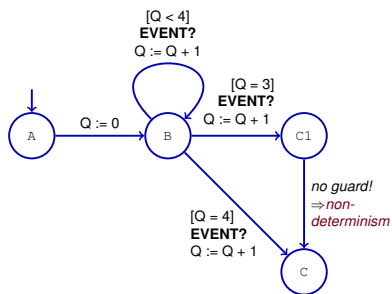 [Q < 4]
EVENT?
Q := Q + 1
[Q = 3]
EVENT?
Q := Q + 1
A
Q := 0
B
C1
no guard!
⇒non-
determinism
[Q = 4]
EVENT?
Q := Q + 1
C